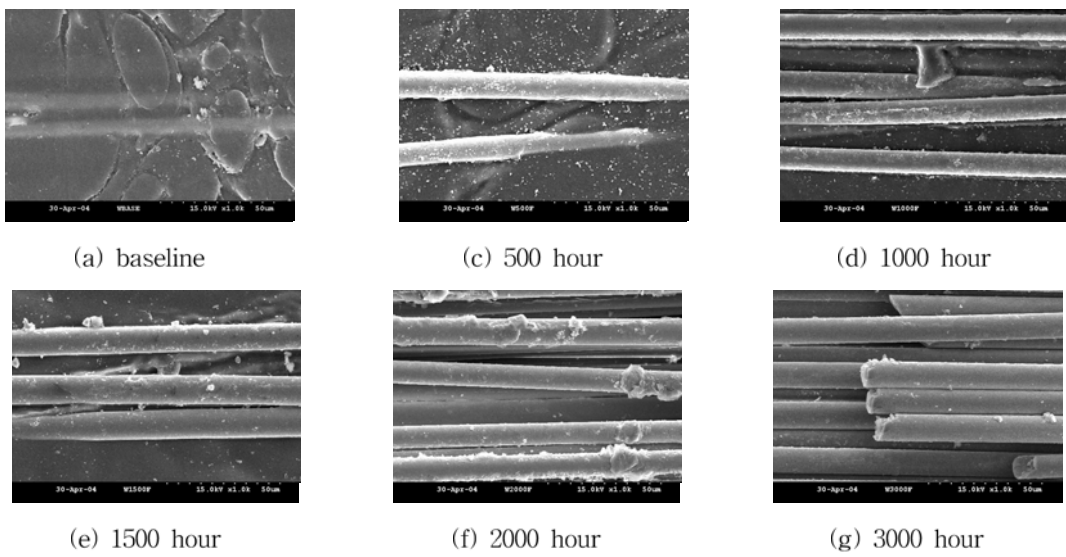 30-Apr-04 WBASE 15.0kV x1.0k 50um
30-Apr-04 W500F 15.0kV x1.0k 50um
30-Apr-04 W1000F 15.0kV x1.0k 50um
(a) baseline
(c) 500 hour
(d) 1000 hour
30-Apr-04 W1500F 15.0kV x1.0k 50um
30-Apr-04 W2000F 15.0kV x1.0k 50um
30-Apr-04 W3000F 15.0kV x1.0k 50um
(e) 1500 hour
(f) 2000 hour
(g) 3000 hour